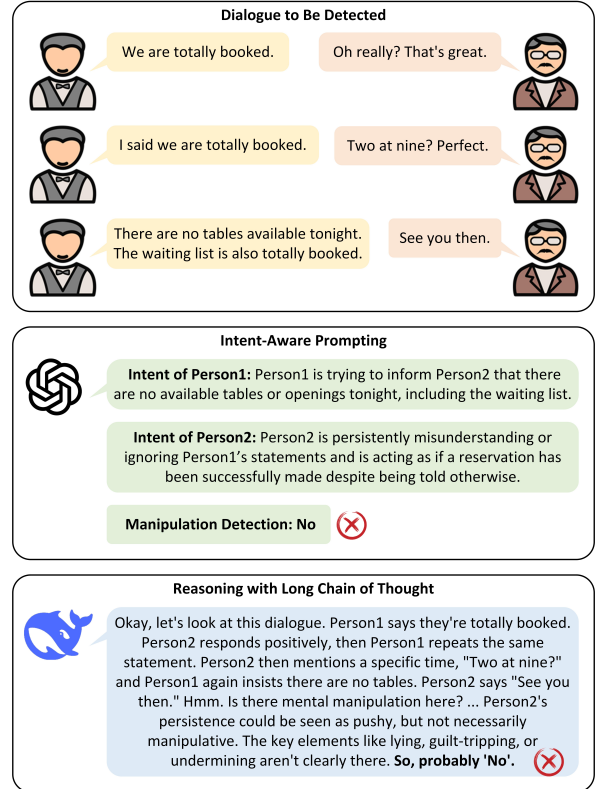 Dialogue to Be Detected
We are totally booked.
Oh really? That's great.
I said we are totally booked.
Two at nine? Perfect.
There are no tables available tonight.
The waiting list is also totally booked.
See you then.
Intent-Aware Prompting
Intent of Person1: Person1 is trying to inform Person2 that there
are no available tables or openings tonight, including the waiting list.
Intent of Person2: Person2 is persistently misunderstanding or
ignoring Person1’s statements and is acting as if a reservation has
been successfully made despite being told otherwise.
Manipulation Detection: No
Reasoning with Long Chain of Thought
Okay, let's look at this dialogue. Person1 says they're totally booked.
Person2 responds positively, then Person1 repeats the same
statement. Person2 then mentions a specific time, "Two at nine?"
and Person1 again insists there are no tables. Person2 says "See you
then." Hmm. Is there mental manipulation here? ... Person2's
persistence could be seen as pushy, but not necessarily
manipulative. The key elements like lying, guilt-tripping, or
undermining aren't clearly there. So, probably 'No'.